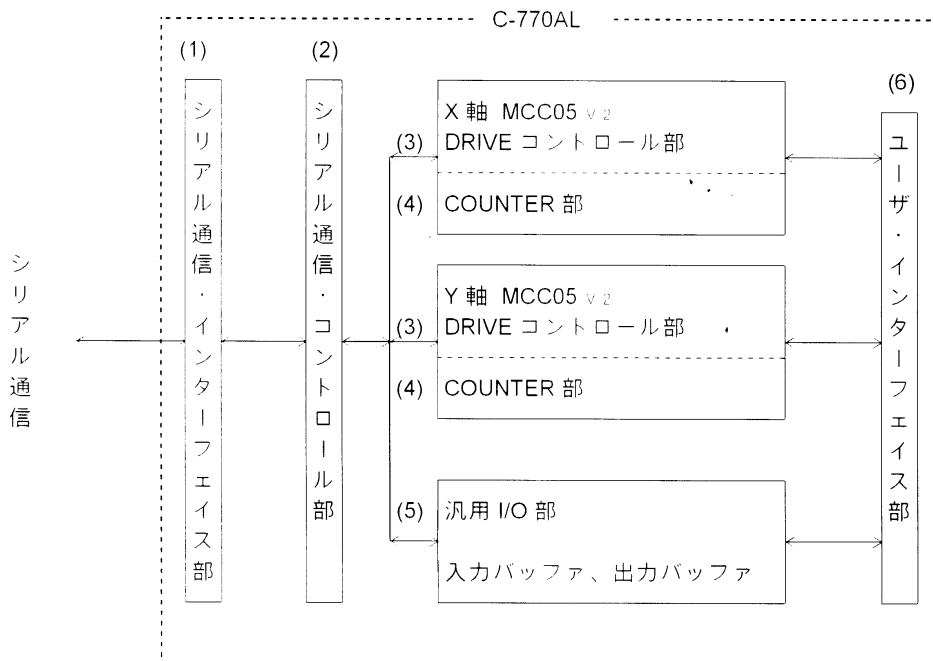 C-770AL
(1)
(2)
(6)
シリアル通信
シリアル通信・インターフェイス部
シリアル通信・コントロール部
X 軸 MCC05 v 2
(3) DRIVE コントロール部
(4) COUNTER 部
Y 軸 MCC05 v 2
(3) DRIVE コントロール部
(4) COUNTER 部
(5) 汎用 I/O 部
入力バッファ、出力バッファ
ユーザ・インターフェイス部